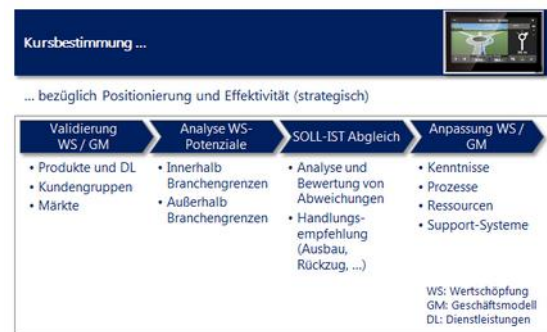 Kursbestimmung ...
... bezüglich Positionierung und Effektivität (strategisch)
Validierung
WS / GM
• Produkte und DL
• Kundengruppen
• Märkte
Analyse WS-
Potenziale
• Innerhalb
Branchengrenzen
• Außerhalb
Branchengrenzen
SOLL-IST Abgleich
• Analyse und
Bewertung von
Abweichungen
• Handlungs-
empfehlung
(Ausbau,
Rückzug, ...)
Anpassung WS /
GM
• Kenntnisse
• Prozesse
• Ressourcen
• Support-Systeme
WS: Wertschöpfung
GM: Geschäftsmodell
DL: Dienstleistungen